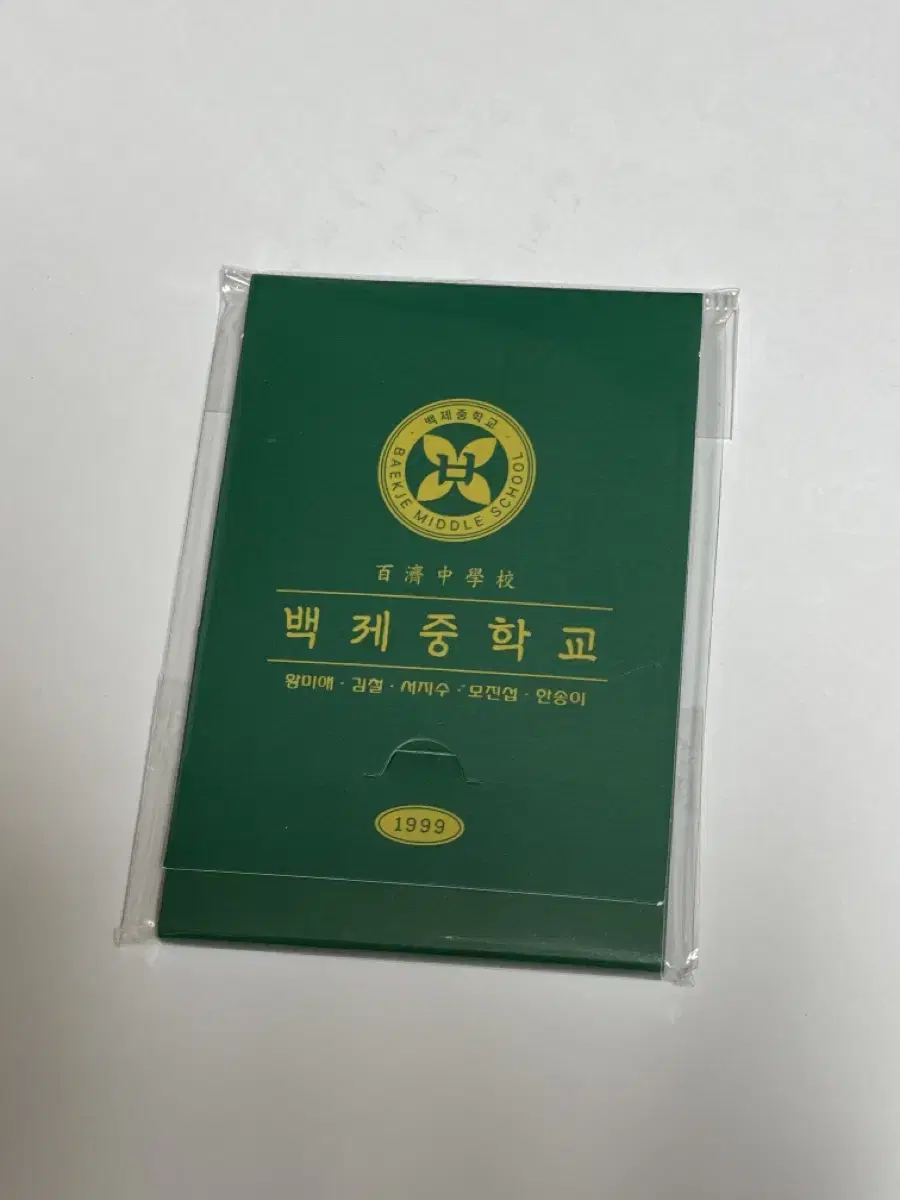 백제중학교
BAEKJE MIDDLE SCHOOL
百濟中學校
백제중학교
황미애 · 김철 · 서지수 · 모진섭 · 한송이
1999